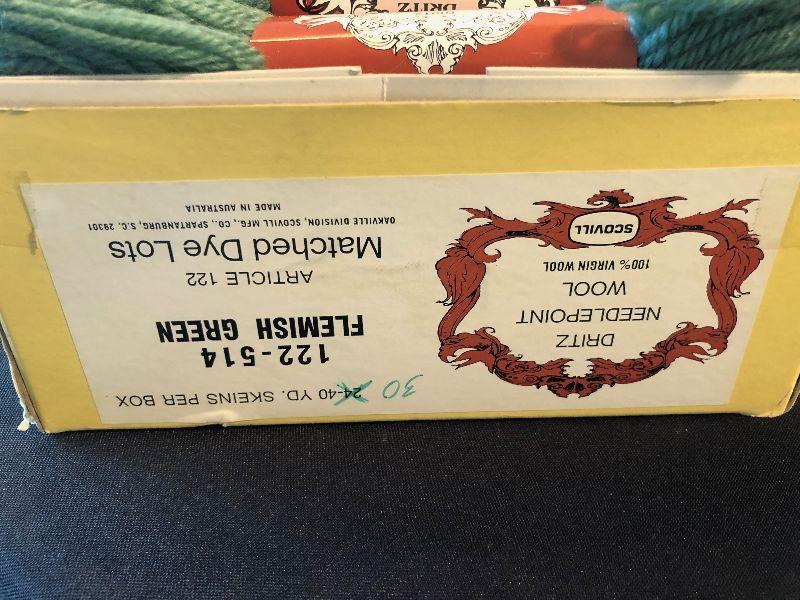 24-40 YD. SKEINS PER BOX
30
122-514
FLEMISH GREEN
ARTICLE 122
Matched Dye Lots
OAKVILLE DIVISION, SCOVILL MFG., CO., SPARTANBURG, S.C. 29301
MADE IN AUSTRALIA
DRITZ
NEEDLEPOINT
WOOL
100% VIRGIN WOOL
SCOVILL
DRITZ